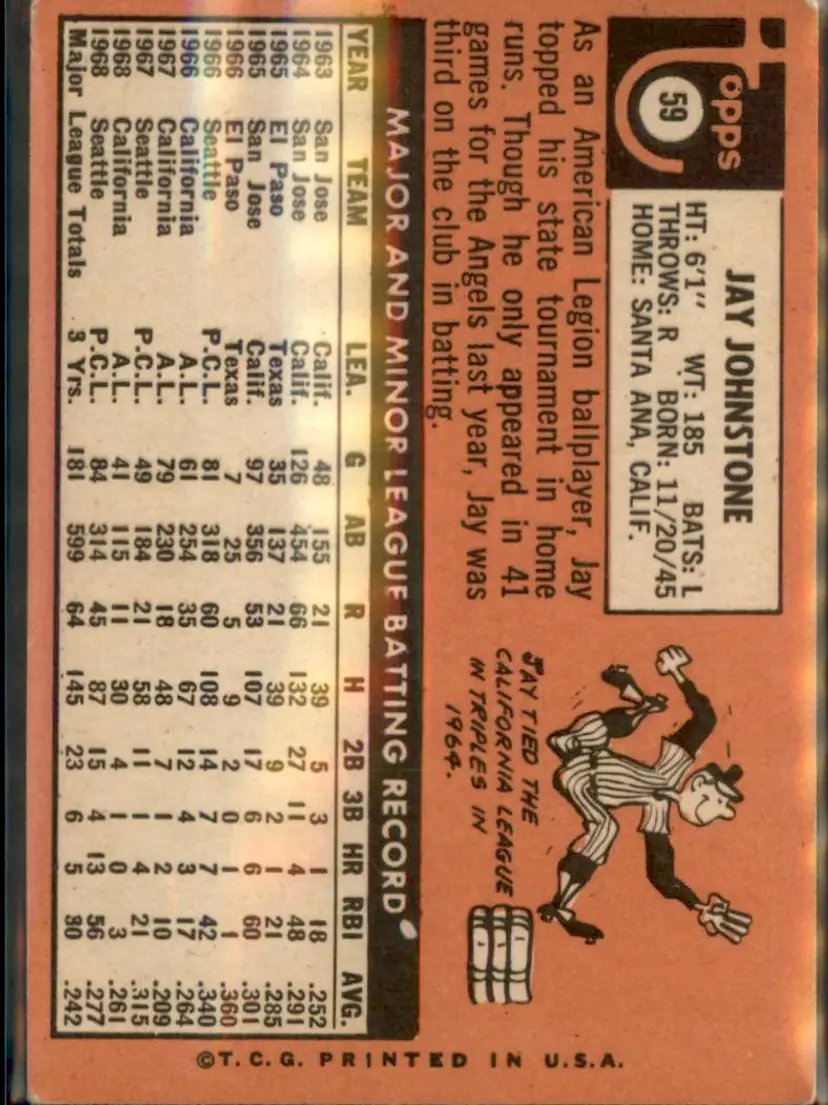 Topps
59
JAY JOHNSTONE
HT: 6'1" WT: 185 BATS: L
THROWS: R BORN: 11/20/45
HOME: SANTA ANA, CALIF.
As an American Legion ballplayer, Jay
topped his state tournament in home
runs. Though he only appeared in 41
games for the Angels last year, Jay was
third on the club in batting.
JAY TIED THE
CALIFORNIA LEAGUE
IN TRIPLES IN
1964.
MAJOR AND MINOR LEAGUE BATTING RECORD
YEAR TEAM LEA. G AB R H 2B 3B HR RBI AVG.
1963 San Jose Calif. 48 155 21 39 5 3 1 18 .252
1964 San Jose Calif. 126 454 66 132 27 11 4 48 .291
1965 El Paso Texas 35 137 21 39 9 2 1 21 .285
1965 San Jose Calif. 97 356 53 107 17 6 6 60 .301
1966 El Paso Texas 7 25 5 9 2 0 1 1 .360
1966 Seattle P.C.L. 81 318 60 108 14 7 7 42 .340
1966 California A.L. 61 254 35 67 12 4 3 17 .264
1967 California A.L. 79 230 18 48 7 1 2 10 .209
1967 Seattle P.C.L. 49 184 21 58 11 1 4 21 .315
1968 California A.L. 41 115 11 30 4 1 0 3 .261
1968 Seattle P.C.L. 84 314 45 87 15 4 13 56 .277
Major League Totals 3 Yrs. 181 599 64 145 23 6 5 30 .242
©T.C.G. PRINTED IN U.S.A.